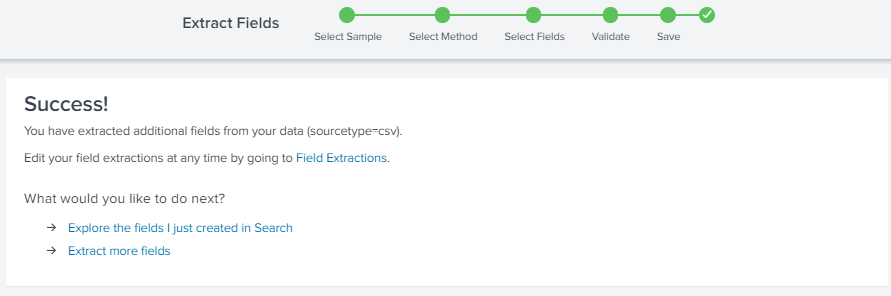 Extract Fields
Select Sample
Select Method
Select Fields
Validate
Save
Success!
You have extracted additional fields from your data (sourcetype=csv).
Edit your field extractions at any time by going to Field Extractions.
What would you like to do next?
→ Explore the fields I just created in Search
→ Extract more fields